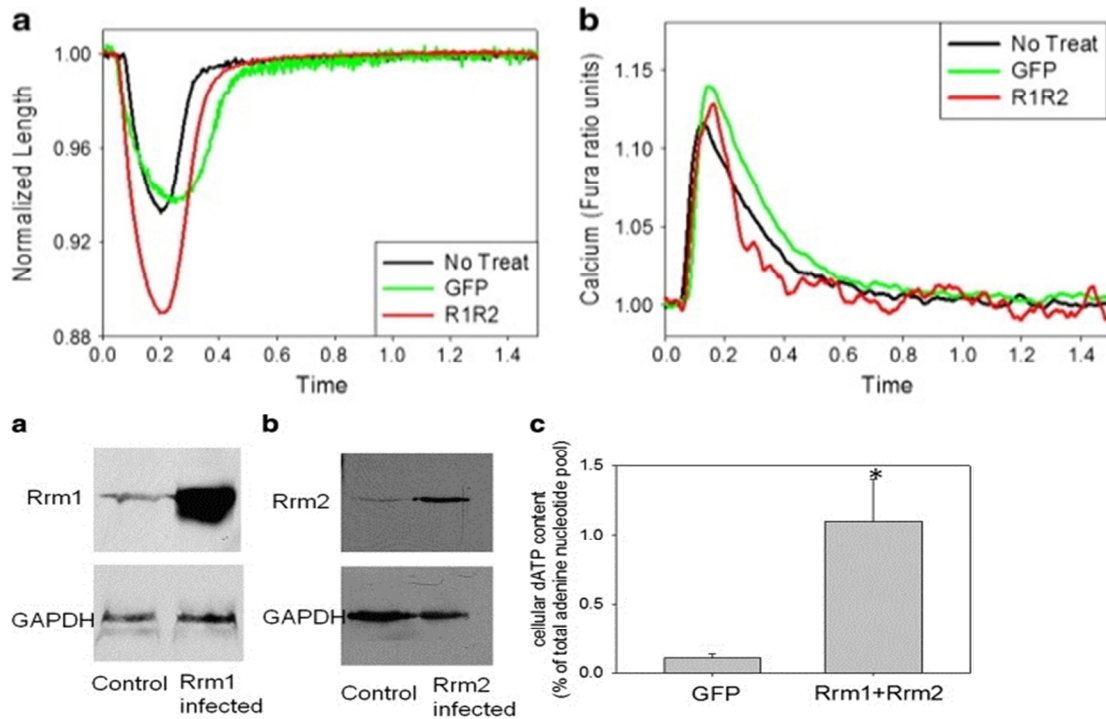 a
1.00
0.96
0.92
0.88
Normalized Length
0.0 0.2 0.4 0.6 0.8 1.0 1.2 1.4
Time
No Treat
GFP
R1R2
b
1.15
1.10
1.05
1.00
Calcium (Fura ratio units)
0.0 0.2 0.4 0.6 0.8 1.0 1.2 1.4
Time
No Treat
GFP
R1R2
a
Rrm1
GAPDH
Control
Rrm1
infected
b
Rrm2
GAPDH
Control
Rrm2
infected
c
cellular dATP content
(% of total adenine nucleotide pool)
1.5
1.0
0.5
0.0
*
GFP
Rrm1+Rrm2